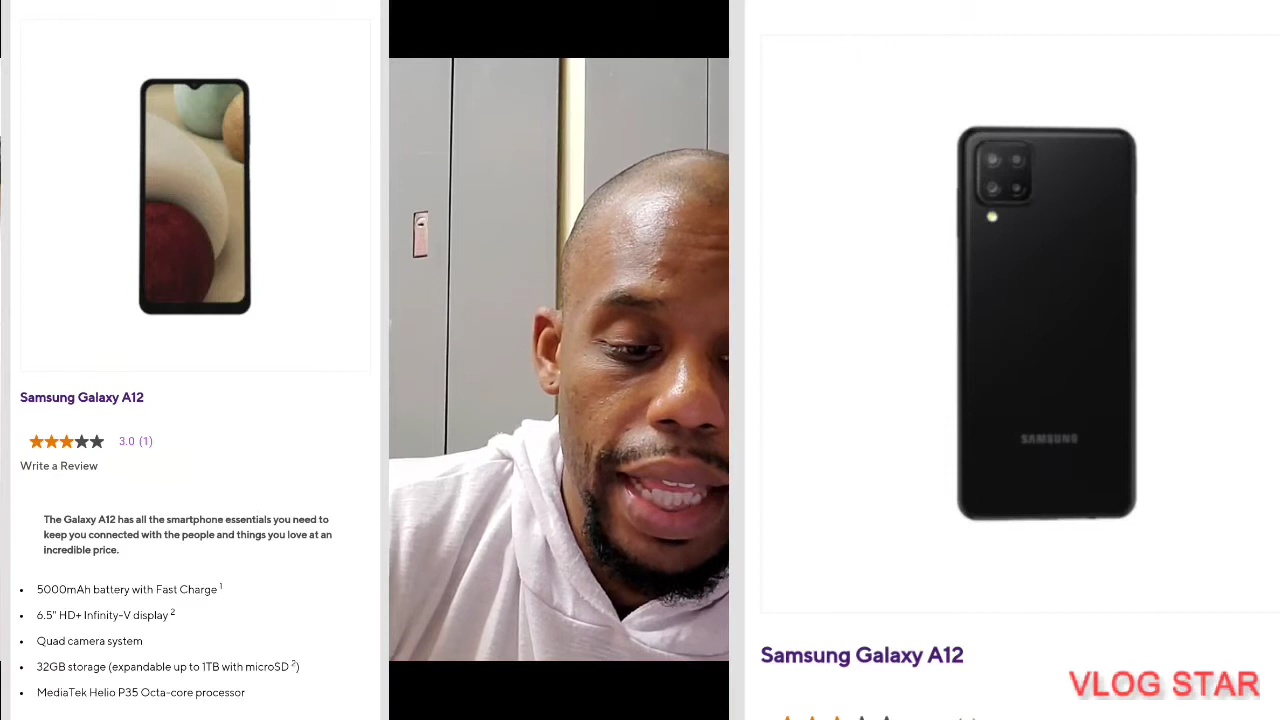 Samsung Galaxy A12
3.0 (1)
Write a Review
The Galaxy A12 has all the smartphone essentials you need to
keep you connected with the people and things you love at an
incredible price.
5000mAh battery with Fast Charge 1
6.5" HD+ Infinity-V display 2
Quad camera system
32GB storage (expandable up to 1TB with microSD 2)
MediaTek Helio P35 Octa-core processor
SAMSUNG
Samsung Galaxy A12
VLOG STAR